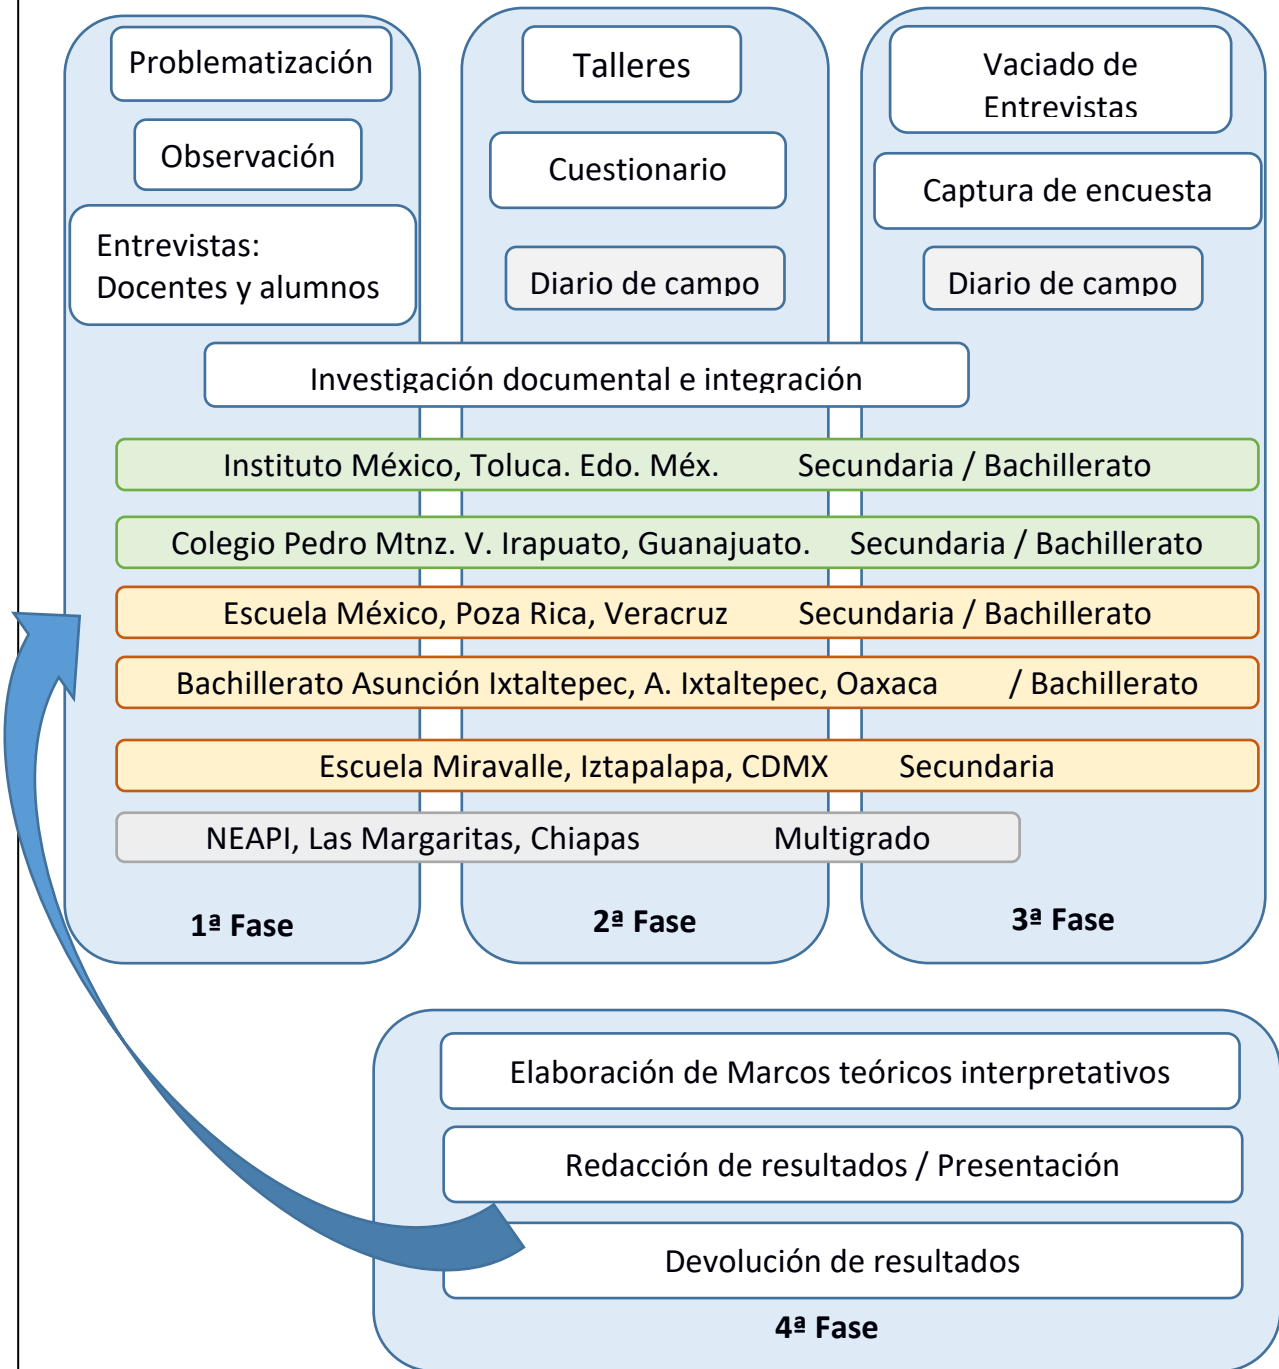 Problematización
Observación
Entrevistas:
Docentes y alumnos
Talleres
Cuestionario
Diario de campo
Vaciado de
Entrevistas
Captura de encuesta
Diario de campo
Investigación documental e integración
Instituto México, Toluca. Edo. Méx. Secundaria / Bachillerato
Colegio Pedro Mtnz. V. Irapuato, Guanajuato. Secundaria / Bachillerato
Escuela México, Poza Rica, Veracruz Secundaria / Bachillerato
Bachillerato Asunción Ixtaltepec, A. Ixtaltepec, Oaxaca / Bachillerato
Escuela Miravalle, Iztapalapa, CDMX Secundaria
NEAPI, Las Margaritas, Chiapas Multigrado
1ª Fase
2ª Fase
3ª Fase
Elaboración de Marcos teóricos interpretativos
Redacción de resultados / Presentación
Devolución de resultados
4ª Fase